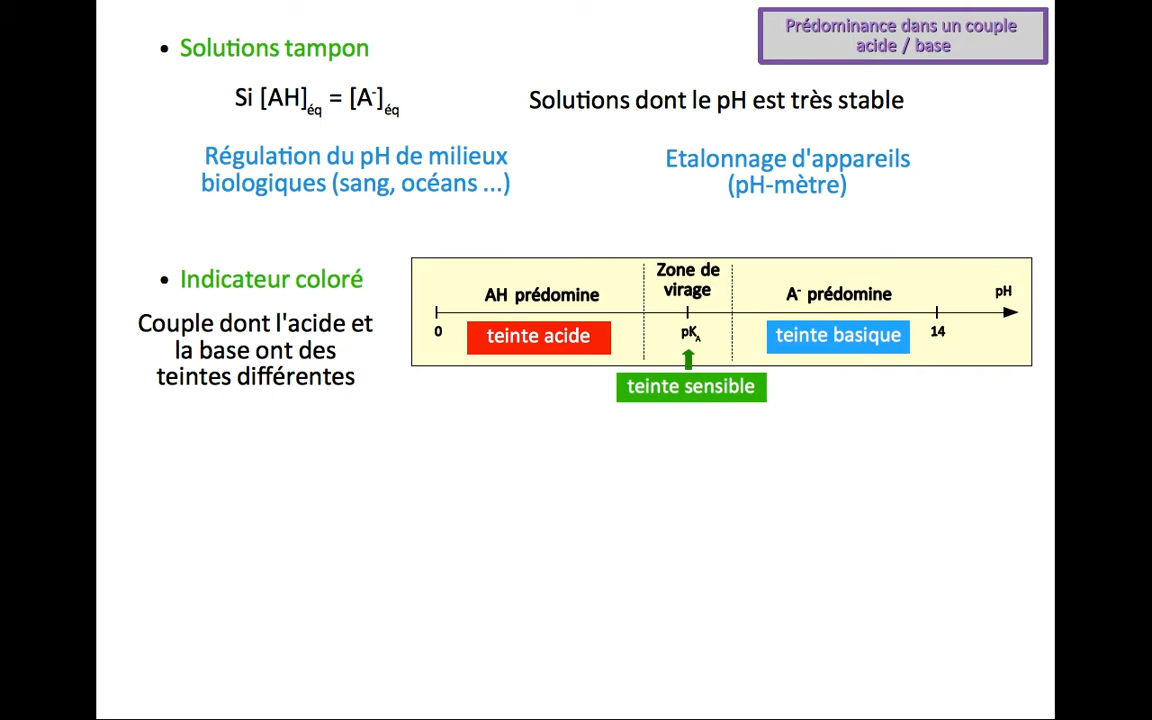 Prédominance dans un couple
acide / base
• Solutions tampon
Si [AH]éq = [A-]éq
Solutions dont le pH est très stable
Régulation du pH de milieux
biologiques (sang, océans ...)
Etalonnage d'appareils
(pH-mètre)
• Indicateur coloré
Couple dont l'acide et
la base ont des
teintes différentes
Zone de
virage
AH prédomine
A- prédomine
pH
0
teinte acide
pKA
teinte basique
14
teinte sensible